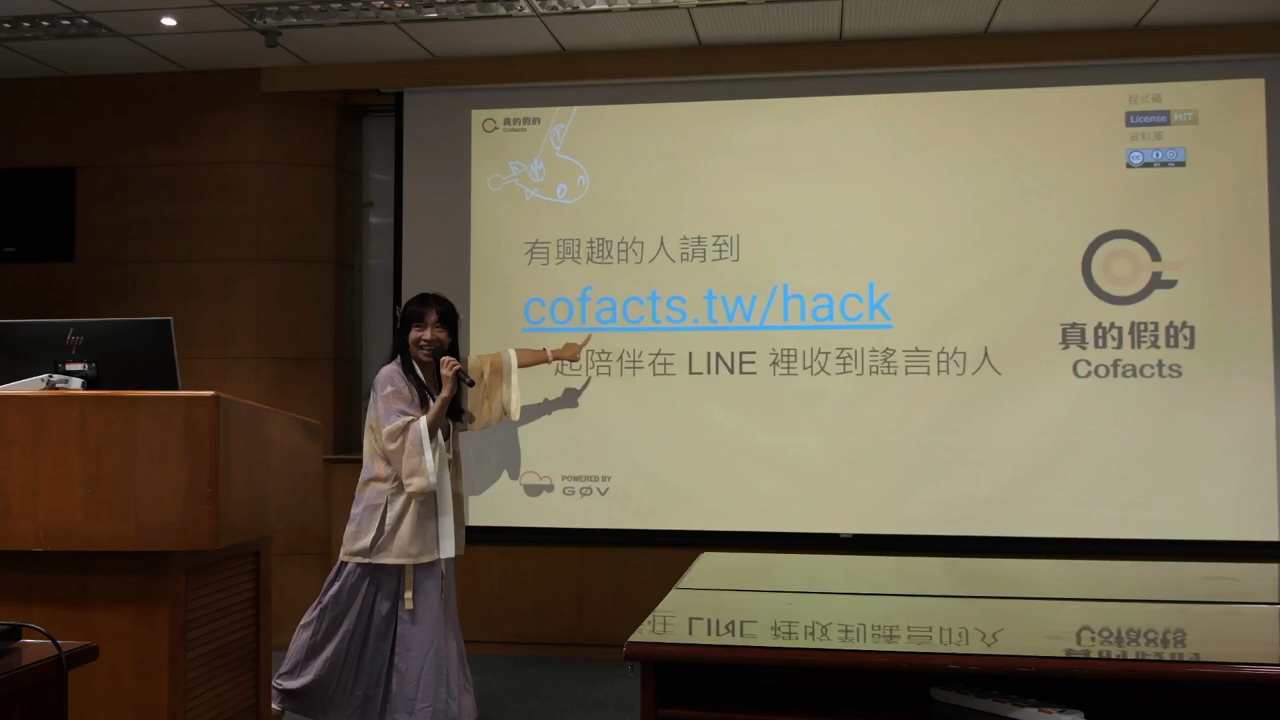 真的假的
Cofacts
程式碼
License MIT
資料庫
cc
有興趣的人請到
cofacts.tw/hack
起陪伴在 LINE 裡收到謠言的人
真的假的
Cofacts
POWERED BY
GØV
hp